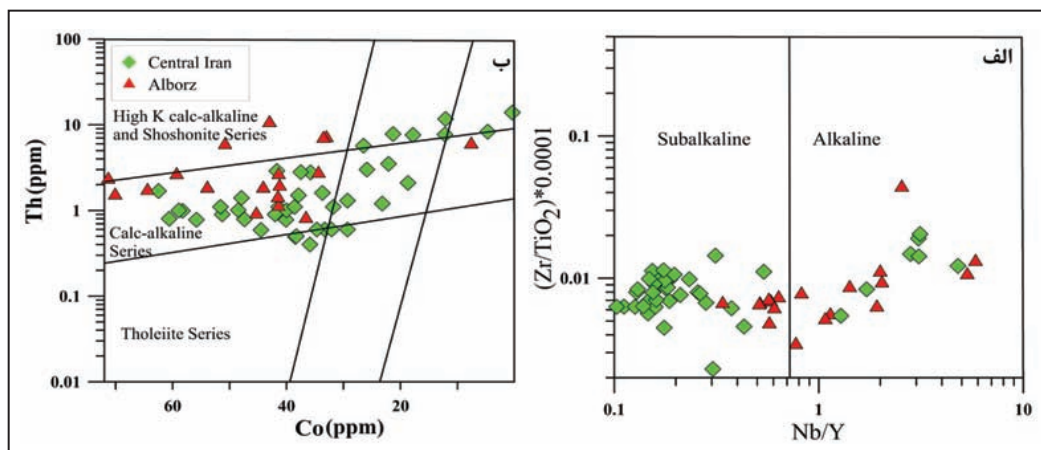 ب
Central Iran
Alborz
High K calc-alkaline
and Shoshonite Series
Calc-alkaline
Series
Tholeiite Series
Th(ppm)
100
10
1
0.1
0.01
60
40
20
Co(ppm)
الف
Subalkaline
Alkaline
(Zr/TiO2)*0.0001
0.1
0.01
0.1
1
10
Nb/Y